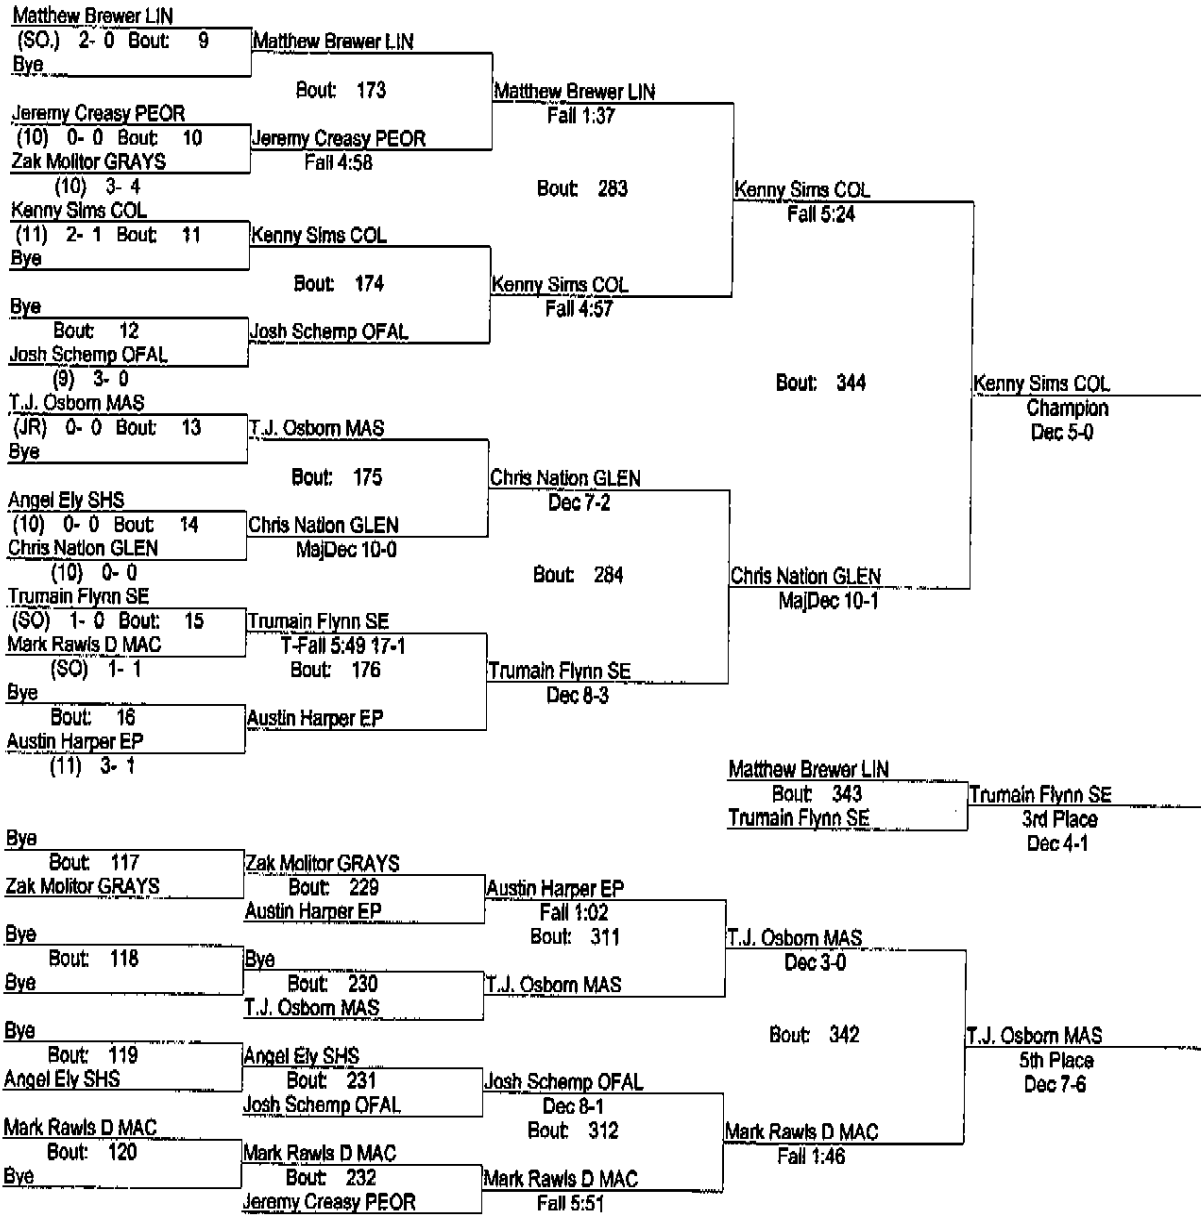 Matthew Brewer LIN
(SO.) 2- 0 Bout: 9
Bye
Matthew Brewer LIN
Bout: 173
Jeremy Creasy PEOR
(10) 0- 0 Bout: 10
Zak Molitor GRAYS
(10) 3- 4
Jeremy Creasy PEOR
Fall 4:58
Matthew Brewer LIN
Fall 1:37
Bout: 283
Kenny Sims COL
(11) 2- 1 Bout: 11
Bye
Kenny Sims COL
Bout: 174
Bye
Bout: 12
Josh Schemp OFAL
(9) 3- 0
Josh Schemp OFAL
Kenny Sims COL
Fall 4:57
Kenny Sims COL
Fall 5:24
Bout: 344
Kenny Sims COL
Champion
Dec 5-0
T.J. Osborn MAS
(JR) 0- 0 Bout: 13
Bye
T.J. Osborn MAS
Bout: 175
Angel Ely SHS
(10) 0- 0 Bout: 14
Chris Nation GLEN
(10) 0- 0
Chris Nation GLEN
MajDec 10-0
Chris Nation GLEN
Dec 7-2
Bout: 284
Trumain Flynn SE
(SO) 1- 0 Bout: 15
Mark Rawls D MAC
(SO) 1- 1
Trumain Flynn SE
T-Fall 5:49 17-1
Bout: 176
Bye
Bout: 16
Austin Harper EP
(11) 3- 1
Austin Harper EP
Trumain Flynn SE
Dec 8-3
Chris Nation GLEN
MajDec 10-1
Matthew Brewer LIN
Bout: 343
Trumain Flynn SE
Trumain Flynn SE
3rd Place
Dec 4-1
Bye
Bout: 117
Zak Molitor GRAYS
Zak Molitor GRAYS
Bout: 229
Austin Harper EP
Austin Harper EP
Fall 1:02
Bout: 311
Bye
Bout: 118
Bye
Bye
Bout: 230
T.J. Osborn MAS
T.J. Osborn MAS
T.J. Osborn MAS
Dec 3-0
Bout: 342
T.J. Osborn MAS
5th Place
Dec 7-6
Bye
Bout: 119
Angel Ely SHS
Angel Ely SHS
Bout: 231
Josh Schemp OFAL
Josh Schemp OFAL
Dec 8-1
Bout: 312
Mark Rawls D MAC
Bout: 120
Bye
Mark Rawls D MAC
Bout: 232
Jeremy Creasy PEOR
Mark Rawls D MAC
Fall 5:51
Mark Rawls D MAC
Fall 1:46